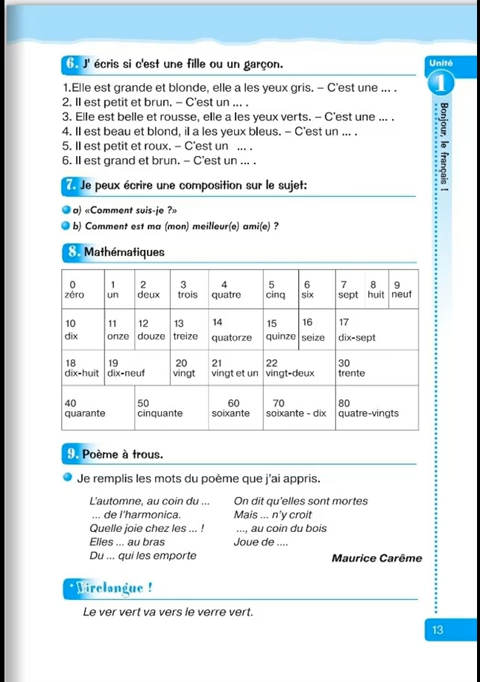 6. J' écris si c'est une fille ou un garçon.
Unité
1
Bonjour, le français !
1.Elle est grande et blonde, elle a les yeux gris. – C'est une ... .
2. Il est petit et brun. – C'est un ... .
3. Elle est belle et rousse, elle a les yeux verts. – C'est une ... .
4. Il est beau et blond, il a les yeux bleus. – C'est un ... .
5. Il est petit et roux. – C'est un ... .
6. Il est grand et brun. – C'est un ... .
7. Je peux écrire une composition sur le sujet:
a) «Comment suis-je ?»
b) Comment est ma (mon) meilleur(e) ami(e) ?
8. Mathématiques
0 1 2 3 4 5 6 7 8 9
zéro un deux trois quatre cinq six sept huit neuf
10 11 12 13 14 15 16 17
dix onze douze treize quatorze quinze seize dix-sept
18 19 20 21 22 30
dix-huit dix-neuf vingt vingt et un vingt-deux trente
40 50 60 70 80
quarante cinquante soixante soixante - dix quatre-vingts
9. Poème à trous.
Je remplis les mots du poème que j'ai appris.
L'automne, au coin du ...
... de l'harmonica.
Quelle joie chez les ... !
Elles ... au bras
Du ... qui les emporte
On dit qu'elles sont mortes
Mais ... n'y croit
..., au coin du bois
Joue de ....
Maurice Carême
Virelangue !
Le ver vert va vers le verre vert.
13